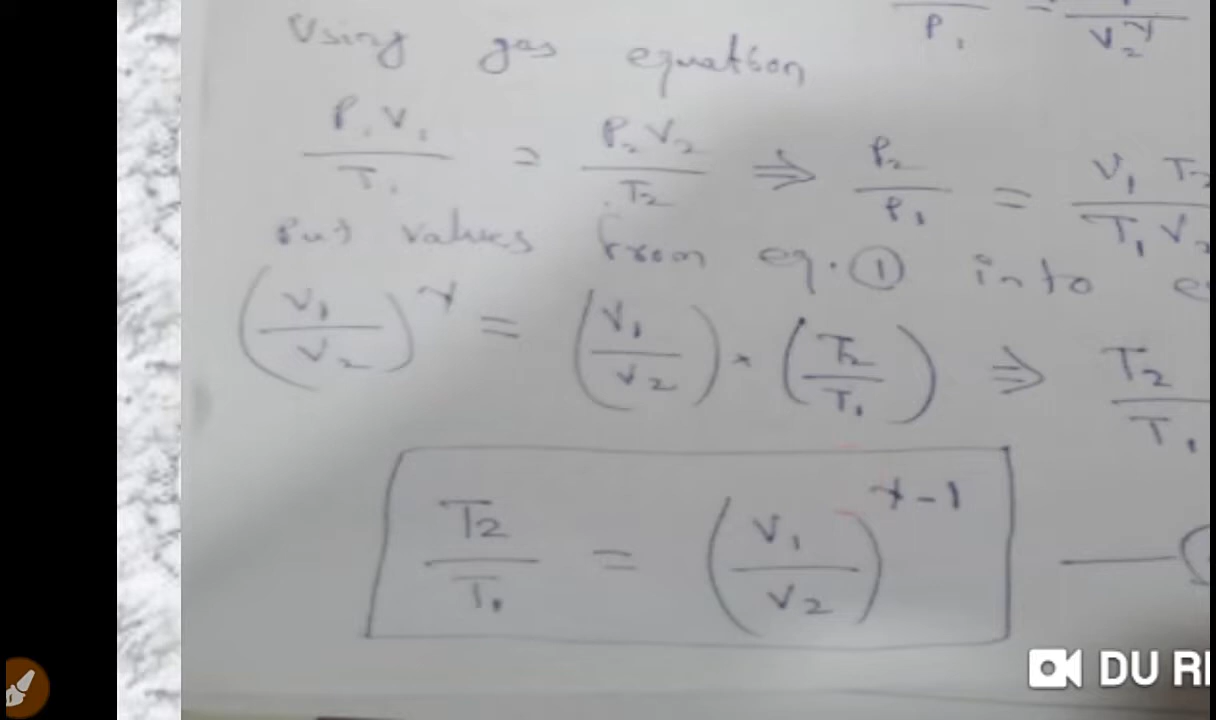 P₁ = V₂^γ
Using gas equation
P₁V₁/T₁ = P₂V₂/T₂ ⇒ P₂/P₁ = V₁T₂/T₁V₂
Put values from eq. ① into
(V₁/V₂)^γ = (V₁/V₂) * (T₂/T₁) ⇒ T₂/T₁
T₂/T₁ = (V₁/V₂)^γ-1
DU R